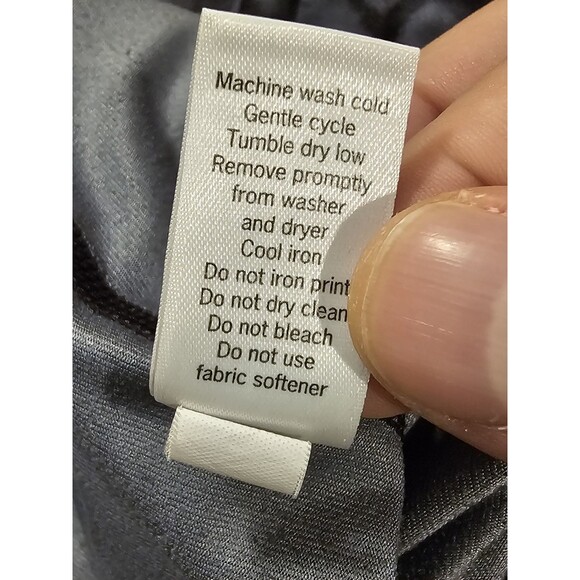 Machine wash cold
Gentle cycle
Tumble dry low
Remove promptly
from washer
and dryer
Cool iron
Do not iron print
Do not dry clean
Do not bleach
Do not use
fabric softener